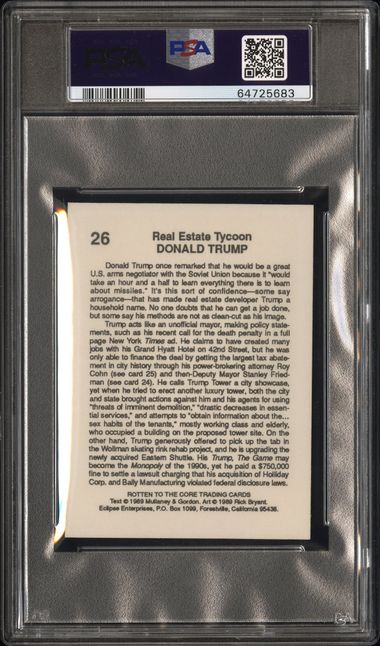 PSA
PSA
64725683
26
Real Estate Tycoon
DONALD TRUMP
Donald Trump once remarked that he would be a great
U.S. arms negotiator with the Soviet Union because it "would
take an hour and a half to learn everything there is to learn
about missiles." It's this sort of confidence—some say
arrogance—that has made real estate developer Trump a
household name. No one doubts that he can get a job done,
but some say his methods are not as clean-cut as his image.
Trump acts like an unofficial mayor, making policy state-
ments, such as his recent call for the death penalty in a full
page New York Times ad. He claims to have created many
jobs with his Grand Hyatt Hotel on 42nd Street, but he was
only able to finance the deal by getting the largest tax abate-
ment in city history through his power-brokering attorney Roy
Cohn (see card 25) and then-Deputy Mayor Stanley Fried-
man (see card 24). He calls Trump Tower a city showcase,
yet when he tried to erect another luxury tower, both the city
and state brought actions against him and his agents for using
"threats of imminent demolition," "drastic decreases in essen-
tial services," and attempts to "obtain information about the...
sex habits of the tenants," mostly working class and elderly,
who occupied a building on the proposed tower site. On the
other hand, Trump generously offered to pick up the tab in
the Wollman skating rink rehab project, and he is upgrading the
newly acquired Eastern Shuttle. His Trump, The Game may
become the Monopoly of the 1990s, yet he paid a $750,000
fine to settle a lawsuit charging that his acquisition of Holliday
Corp. and Bally Manufacturing violated federal disclosure laws.
ROTTEN TO THE CORE TRADING CARDS
Text © 1989 Mullaney & Gordon. Art © 1989 Rick Bryant.
Eclipse Enterprises, P.O. Box 1099, Forestville, California 95436.